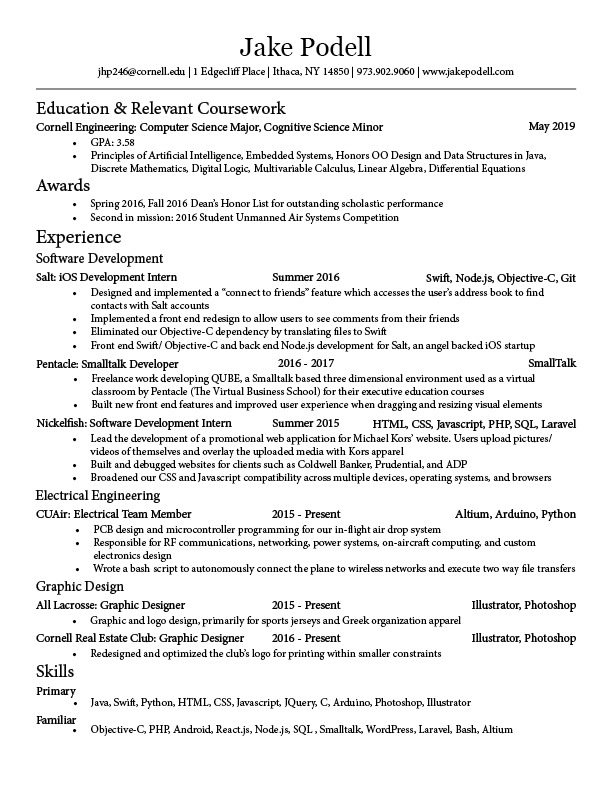 Jake Podell
jhp246@cornell.edu | 1 Edgecliff Place | Ithaca, NY 14850 | 973.902.9060 | www.jakepodell.com
Education & Relevant Coursework
Cornell Engineering: Computer Science Major, Cognitive Science Minor May 2019
• GPA: 3.58
• Principles of Artificial Intelligence, Embedded Systems, Honors OO Design and Data Structures in Java,
Discrete Mathematics, Digital Logic, Multivariable Calculus, Linear Algebra, Differential Equations
Awards
• Spring 2016, Fall 2016 Dean's Honor List for outstanding scholastic performance
• Second in mission: 2016 Student Unmanned Air Systems Competition
Experience
Software Development
Salt: iOS Development Intern Summer 2016 Swift, Node.js, Objective-C, Git
• Designed and implemented a "connect to friends" feature which accesses the user's address book to find
contacts with Salt accounts
• Implemented a front end redesign to allow users to see comments from their friends
• Eliminated our Objective-C dependency by translating files to Swift
• Front end Swift/ Objective-C and back end Node.js development for Salt, an angel backed iOS startup
Pentacle: Smalltalk Developer 2016 - 2017 SmallTalk
• Freelance work developing QUBE, a Smalltalk based three dimensional environment used as a virtual
classroom by Pentacle (The Virtual Business School) for their executive education courses
• Built new front end features and improved user experience when dragging and resizing visual elements
Nickelfish: Software Development Intern Summer 2015 HTML, CSS, Javascript, PHP, SQL, Laravel
• Lead the development of a promotional web application for Michael Kors' website. Users upload pictures/
videos of themselves and overlay the uploaded media with Kors apparel
• Built and debugged websites for clients such as Coldwell Banker, Prudential, and ADP
• Broadened our CSS and Javascript compatibility across multiple devices, operating systems, and browsers
Electrical Engineering
CUAir: Electrical Team Member 2015 - Present Altium, Arduino, Python
• PCB design and microcontroller programming for our in-flight air drop system
• Responsible for RF communications, networking, power systems, on-aircraft computing, and custom
electronics design
• Wrote a bash script to autonomously connect the plane to wireless networks and execute two way file transfers
Graphic Design
All Lacrosse: Graphic Designer 2015 - Present Illustrator, Photoshop
• Graphic and logo design, primarily for sports jerseys and Greek organization apparel
Cornell Real Estate Club: Graphic Designer 2016 - Present Illustrator, Photoshop
• Redesigned and optimized the club's logo for printing within smaller constraints
Skills
Primary
• Java, Swift, Python, HTML, CSS, Javascript, JQuery, C, Arduino, Photoshop, Illustrator
Familiar
• Objective-C, PHP, Android, React.js, Node.js, SQL , Smalltalk, WordPress, Laravel, Bash, Altium